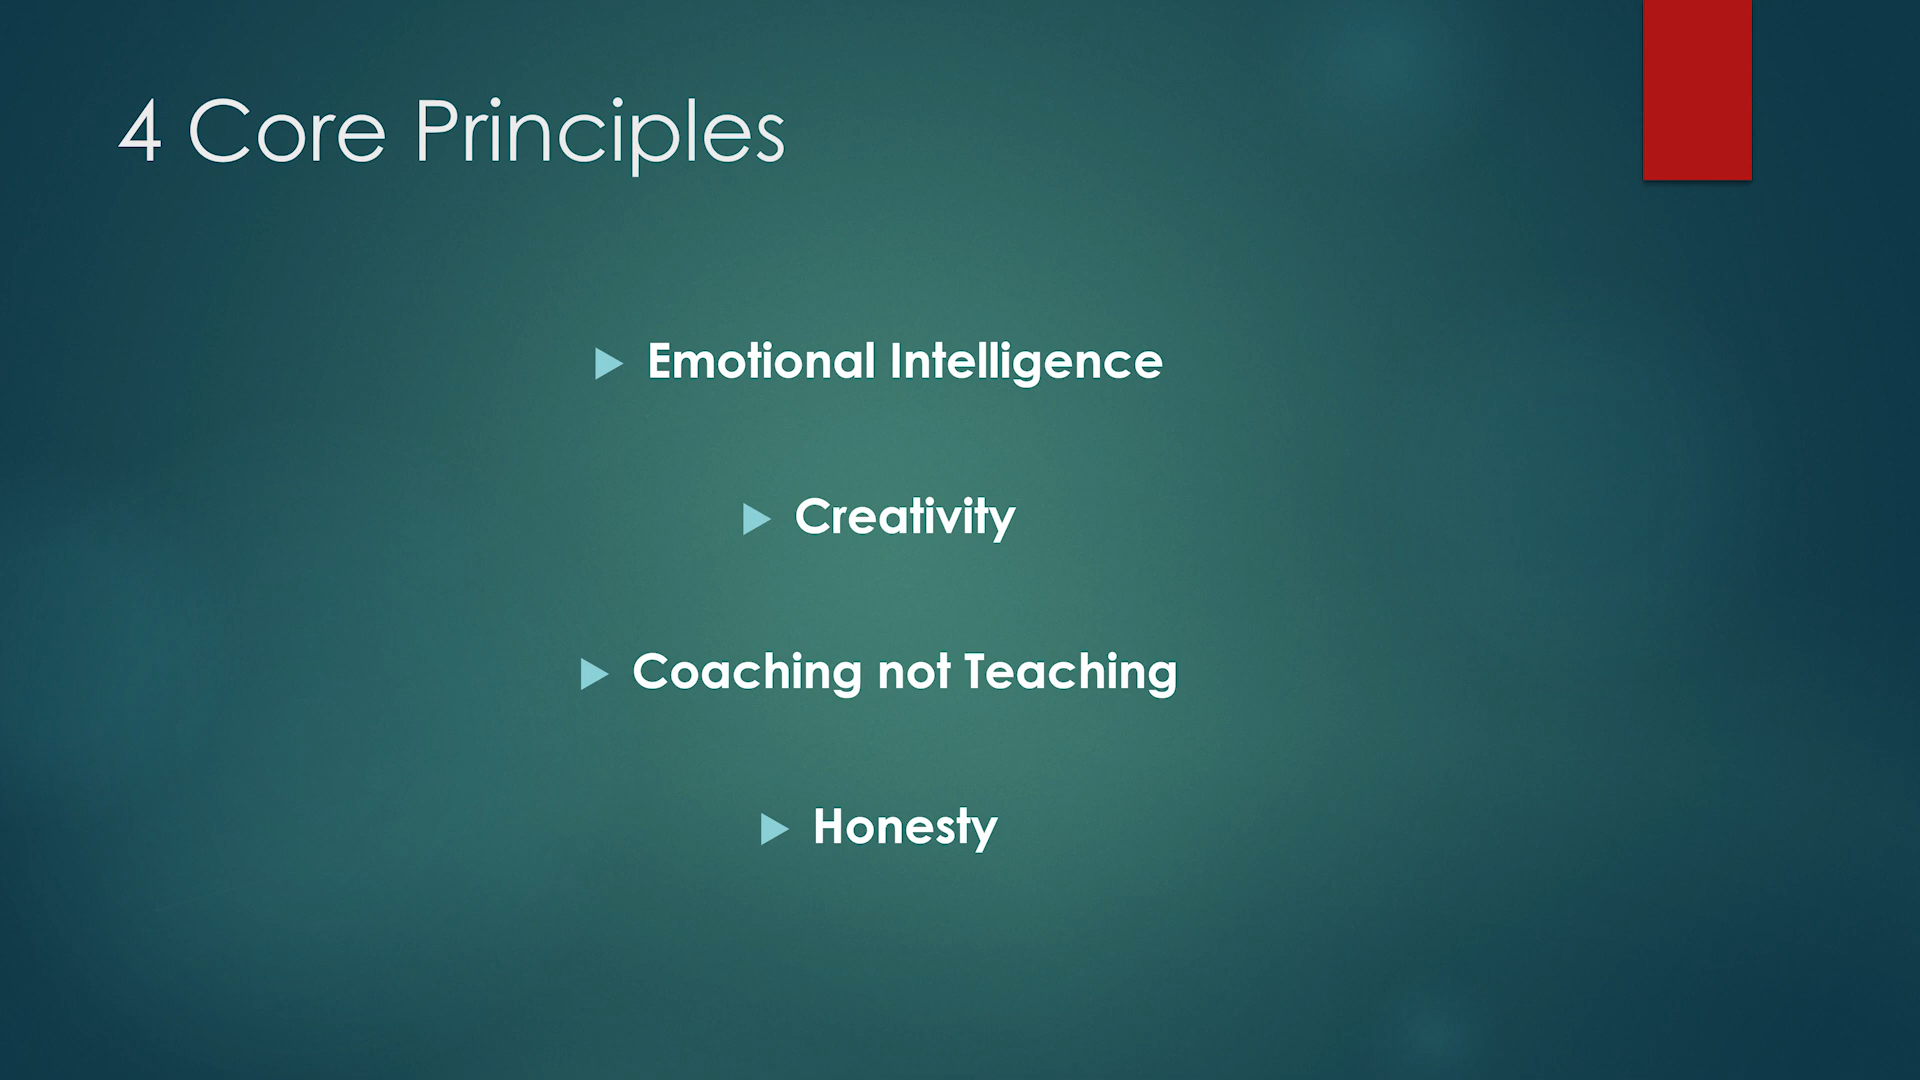 4 Core Principles
Emotional Intelligence
Creativity
Coaching not Teaching
Honesty